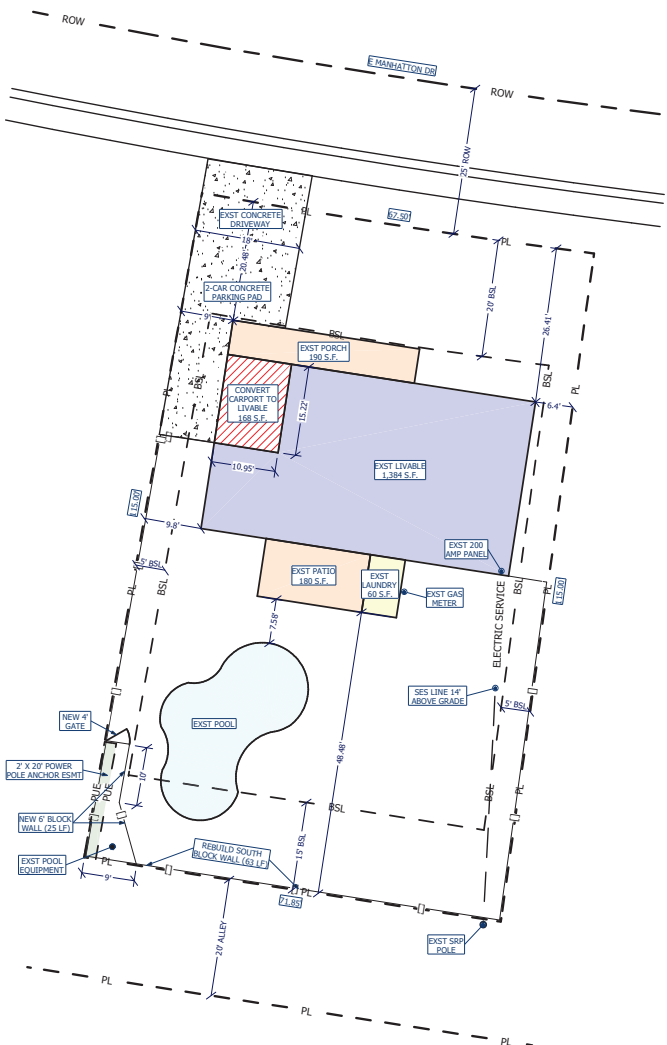 ROW
E MANHATTON DR
ROW
25' ROW
EXST CONCRETE
DRIVEWAY
PL
67.50'
PL
18'
20.48'
2-CAR CONCRETE
PARKING PAD
20' BSL
26.41'
9'
BSL
EXST PORCH
190 S.F.
BSL
BSL
PL
PL
CONVERT
CARPORT TO
LIVABLE
168 S.F.
15.22'
6.4'
10.95'
EXST LIVABLE
1,384 S.F.
115.00'
9.8'
EXST 200
AMP PANEL
5' BSL
PL
BSL
EXST PATIO
180 S.F.
EXST
LAUNDRY
60 S.F.
EXST GAS
METER
ELECTRIC SERVICE
BSL
PL
115.00
7.58'
SES LINE 14'
ABOVE GRADE
5' BSL
NEW 4'
GATE
EXST POOL
48.48'
2' X 20' POWER
POLE ANCHOR ESMT
PUE
PUE
10'
BSL
PL
BSL
NEW 6' BLOCK
WALL (25 LF)
REBUILD SOUTH
BLOCK WALL (63 LF)
15' BSL
EXST POOL
EQUIPMENT
PL
9'
PL
71.85'
20' ALLEY
EXST SRP
POLE
PL
PL
PL